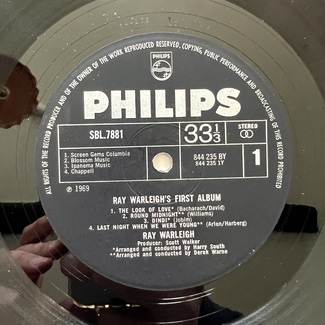 ALL RIGHTS OF THE PRODUCER AND OF THE OWNER OF THE WORK REPRODUCED RESERVED. COPYING, PUBLIC PERFORMANCE AND BROADCASTING OF THIS RECORD PROHIBITED
PHILIPS
PHILIPS
SBL.7881
33 1/3
STEREO
1. Screen Gems Columbia
2. Blossom Music
3. Ipanema Music
4. Chappell
844 235 BY
844 235 1Y
1
℗ 1969
RAY WARLEIGH'S FIRST ALBUM
1. THE LOOK OF LOVE* (Bacharach/David)
2. ROUND MIDNIGHT** (Williams)
3. DINDI* (Jobim)
4. LAST NIGHT WHEN WE WERE YOUNG** (Arlen/Harberg)
RAY WARLEIGH
Producer: Scott Walker
*Arranged and conducted by Harry South
**Arranged and conducted by Derek Warne